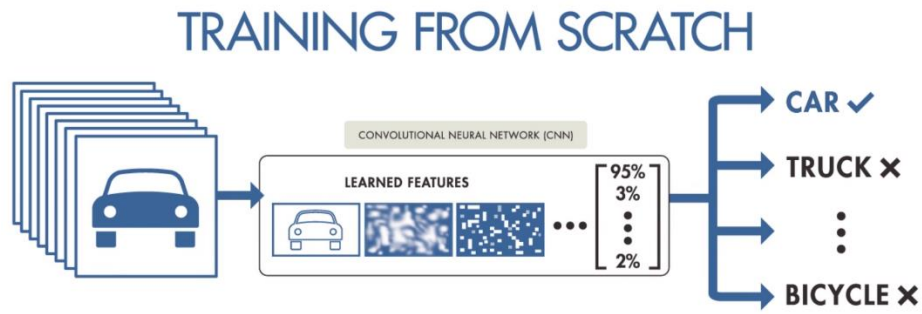 TRAINING FROM SCRATCH
CONVOLUTIONAL NEURAL NETWORK (CNN)
LEARNED FEATURES
95%
3%
2%
CAR
TRUCK
BICYCLE